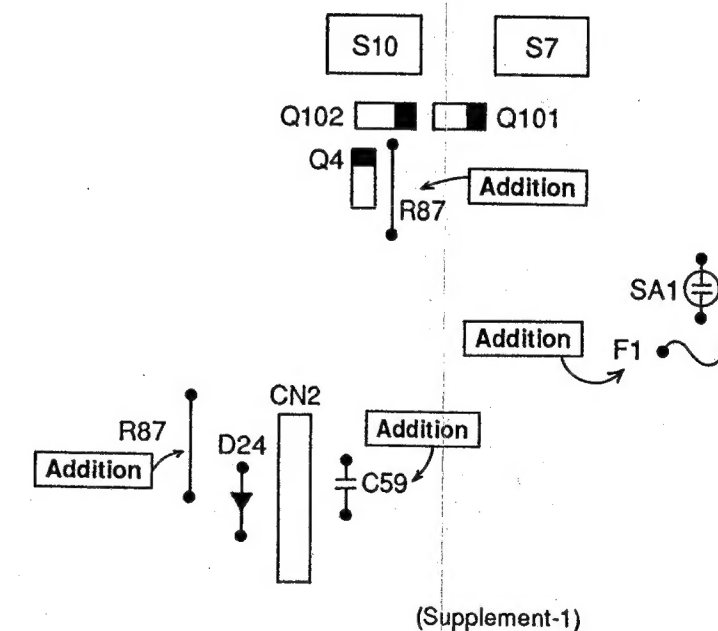 S10 S7
Q102 Q101
Q4
Addition
R87
SA1
Addition
F1
CN2
R87
Addition
D24
Addition
C59
(Supplement-1)